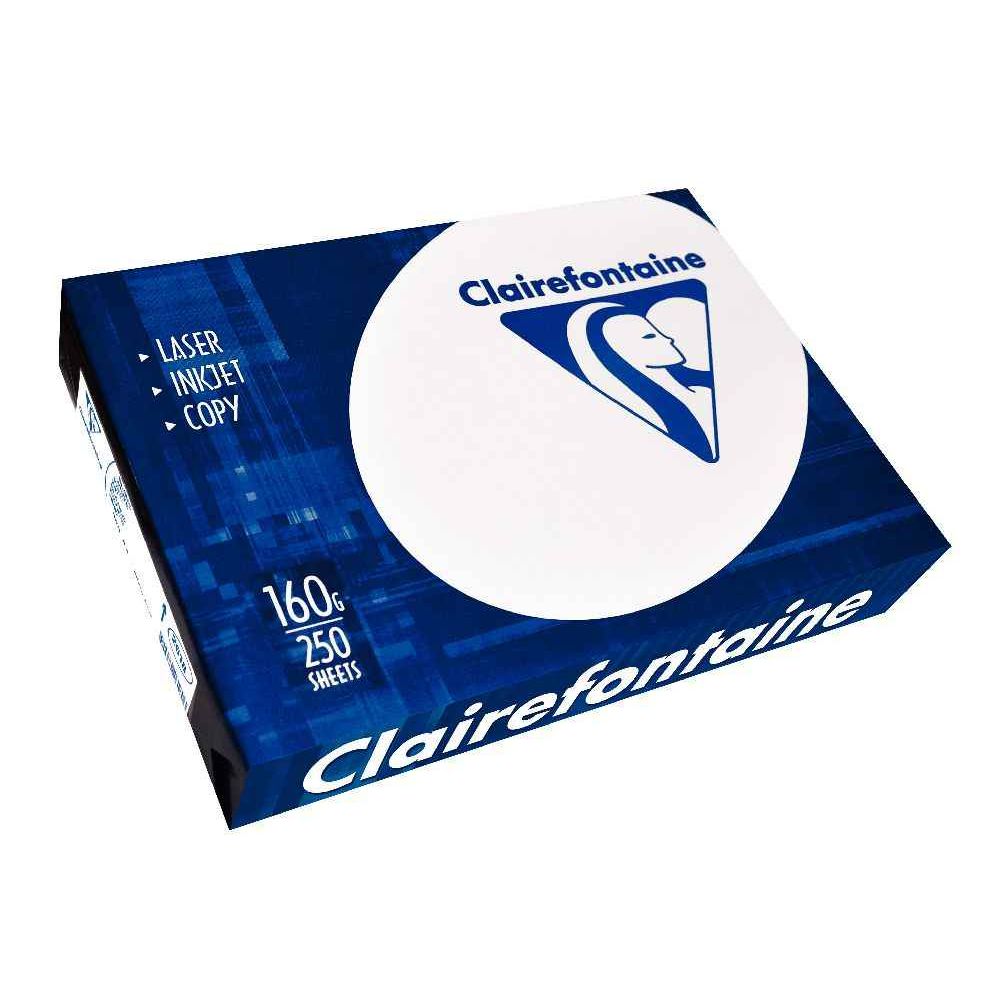 Clairefontaine
LASER
INKJET
COPY
160G
250
SHEETS
Clairefontaine